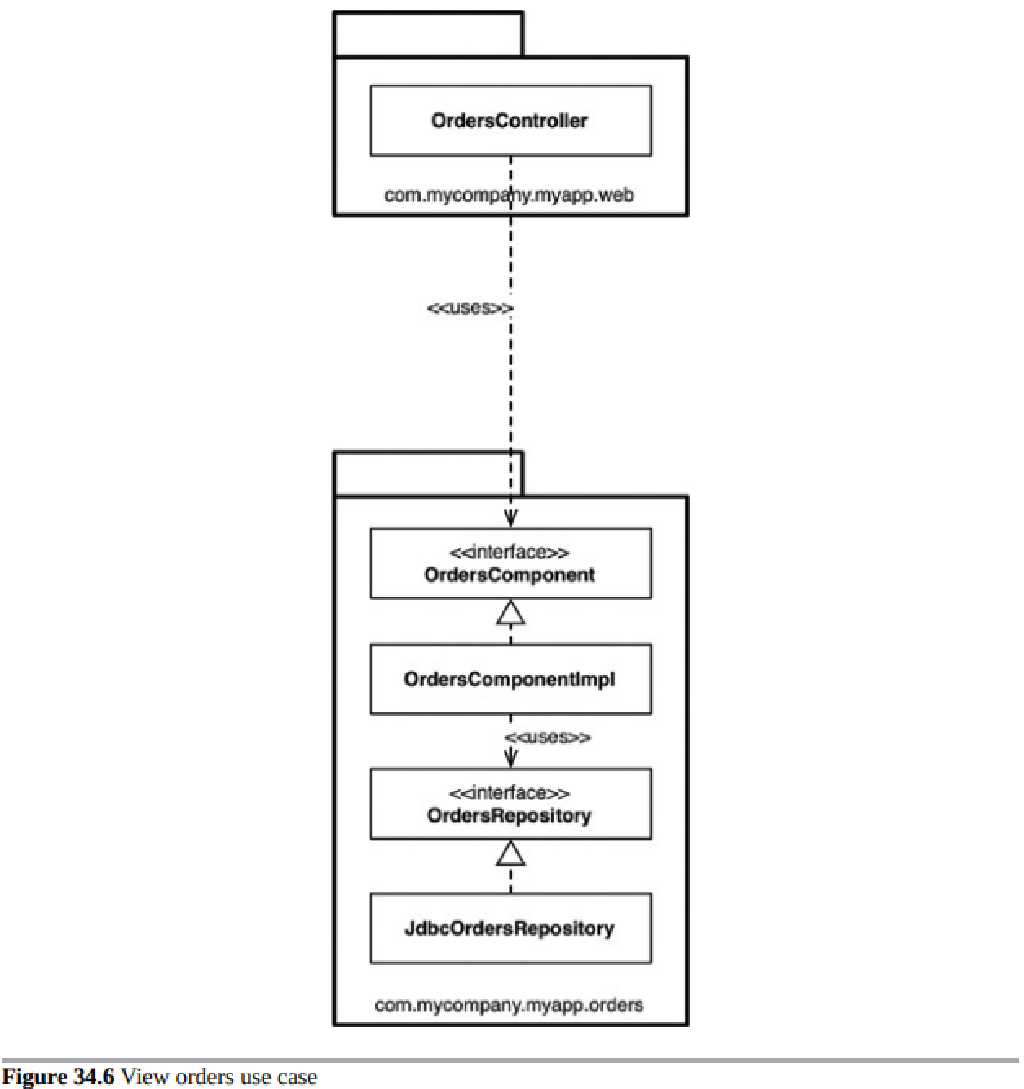 OrdersController
com.mycompany.myapp.web
<<uses>>
<<interface>>
OrdersComponent
OrdersComponentImpl
<<uses>>
<<interface>>
OrdersRepository
JdbcOrdersRepository
com.mycompany.myapp.orders
Figure 34.6 View orders use case